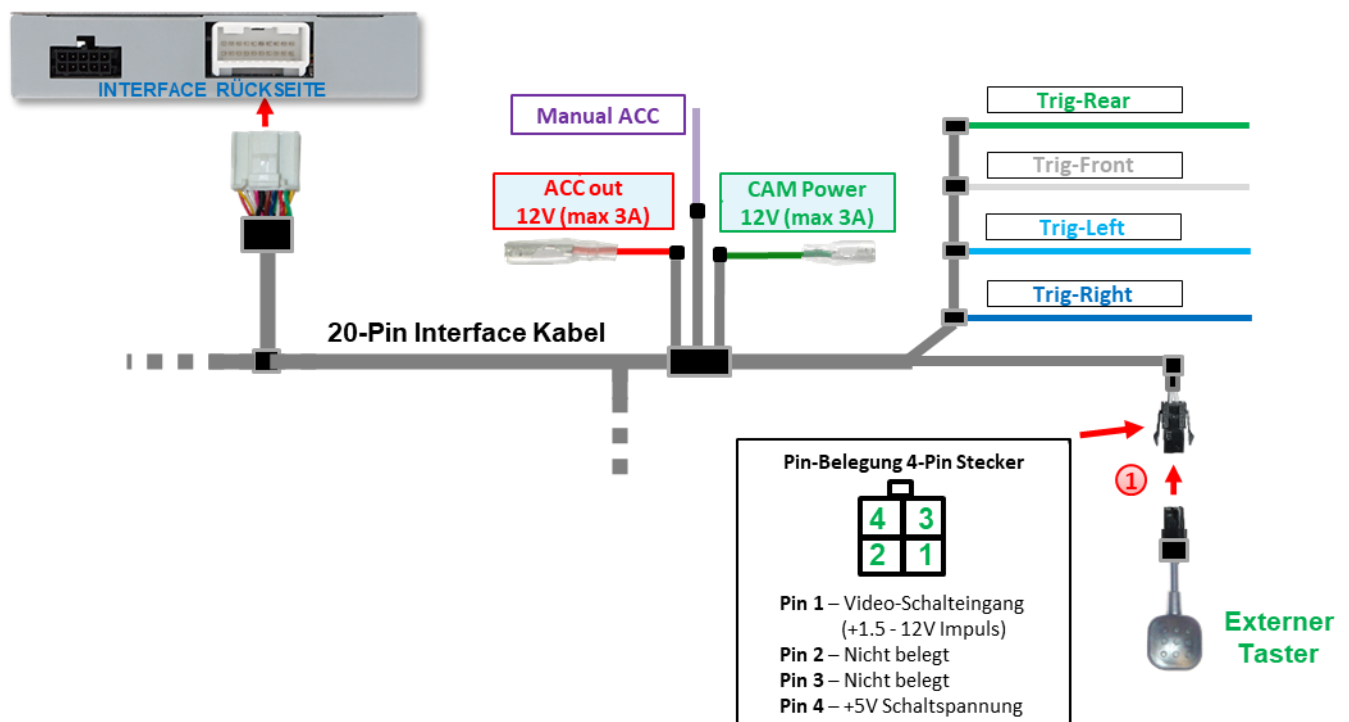 INTERFACE RÜCKSEITE
Manual ACC
ACC out
12V (max 3A)
CAM Power
12V (max 3A)
Trig-Rear
Trig-Front
Trig-Left
Trig-Right
20-Pin Interface Kabel
Pin-Belegung 4-Pin Stecker
4 3
2 1
Pin 1 – Video-Schalteingang
(+1.5 - 12V Impuls)
Pin 2 – Nicht belegt
Pin 3 – Nicht belegt
Pin 4 – +5V Schaltspannung
1
Externer
Taster